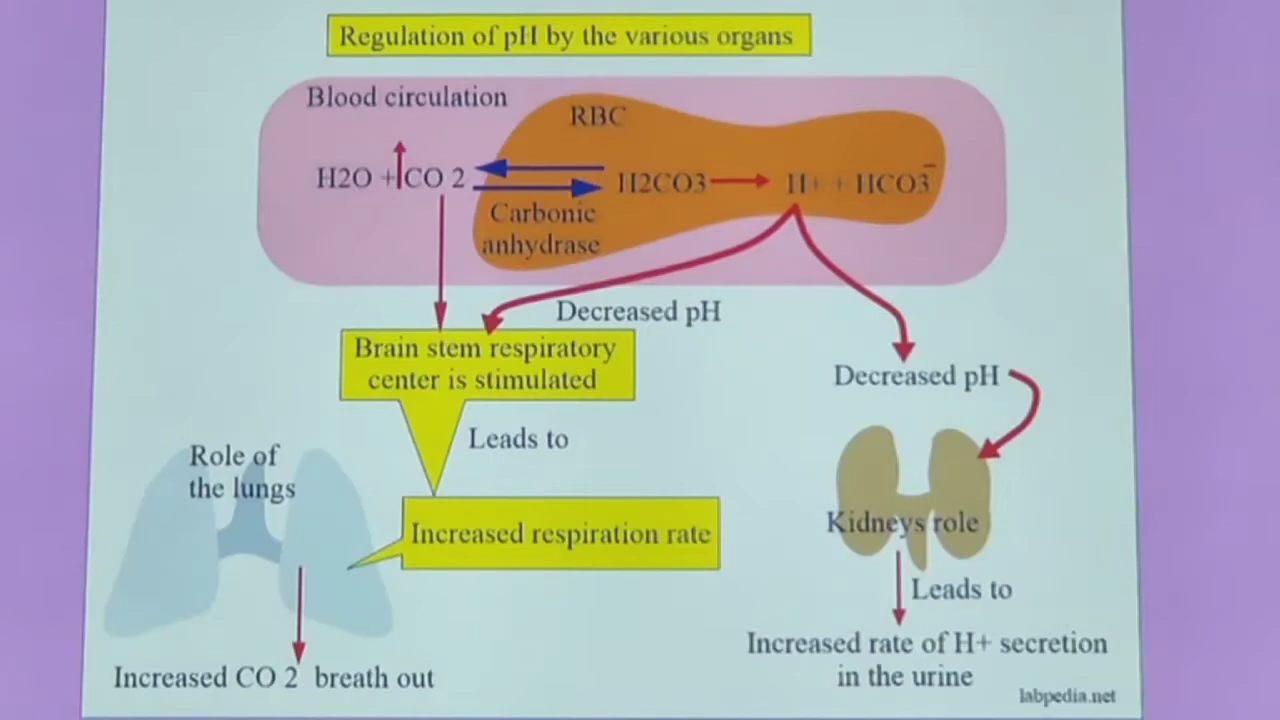 Regulation of pH by the various organs
Blood circulation
RBC
H2O + CO 2
H2CO3
H+ + HCO3-
Carbonic
anhydrase
Decreased pH
Brain stem respiratory
center is stimulated
Decreased pH
Leads to
Role of
the lungs
Increased respiration rate
Kidneys role
Leads to
Increased CO 2 breath out
Increased rate of H+ secretion
in the urine
labpedia.net